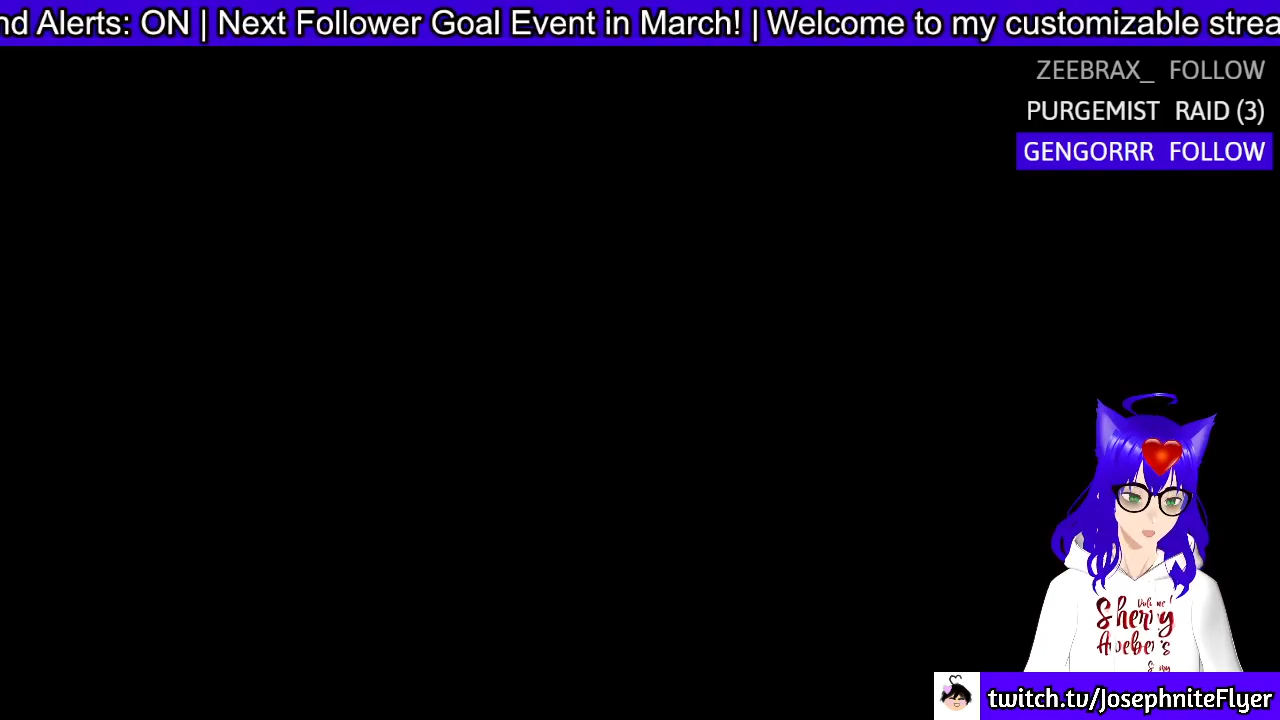 nd Alerts: ON | Next Follower Goal Event in March! | Welcome to my customizable strea
ZEEBRAX_ FOLLOW
PURGEMIST RAID (3)
GENGORRR FOLLOW
Sherry
twitch.tv/JosephniteFlyer